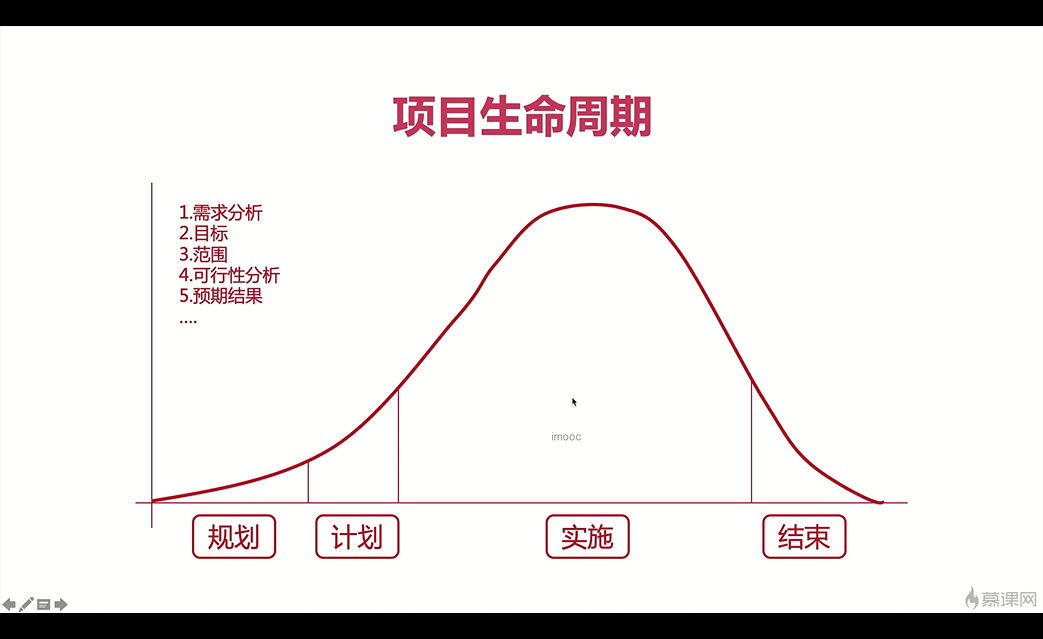 项目生命周期
1.需求分析
2.目标
3.范围
4.可行性分析
5.预期结果
....
imooc
规划
计划
实施
结束
慕课网